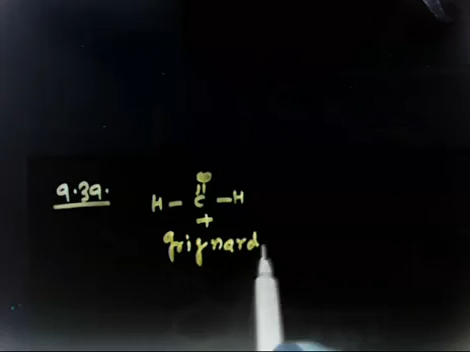 9.39.
O
H - C - H
+
grignard